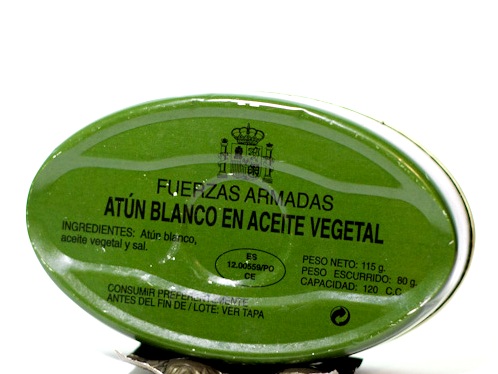 FUERZAS ARMADAS
ATÚN BLANCO EN ACEITE VEGETAL
INGREDIENTES: Atúr blanco,
aceite vegetal y sal.
ES
12.00559/PO
CE
PESO NETO: 115 g.
PESO ESCURRIDO: 80 g.
CAPACIDAD: 120 C.C.
CONSUMIR PREFERENTEMENTE
ANTES DEL FIN DE / LOTE: VER TAPA